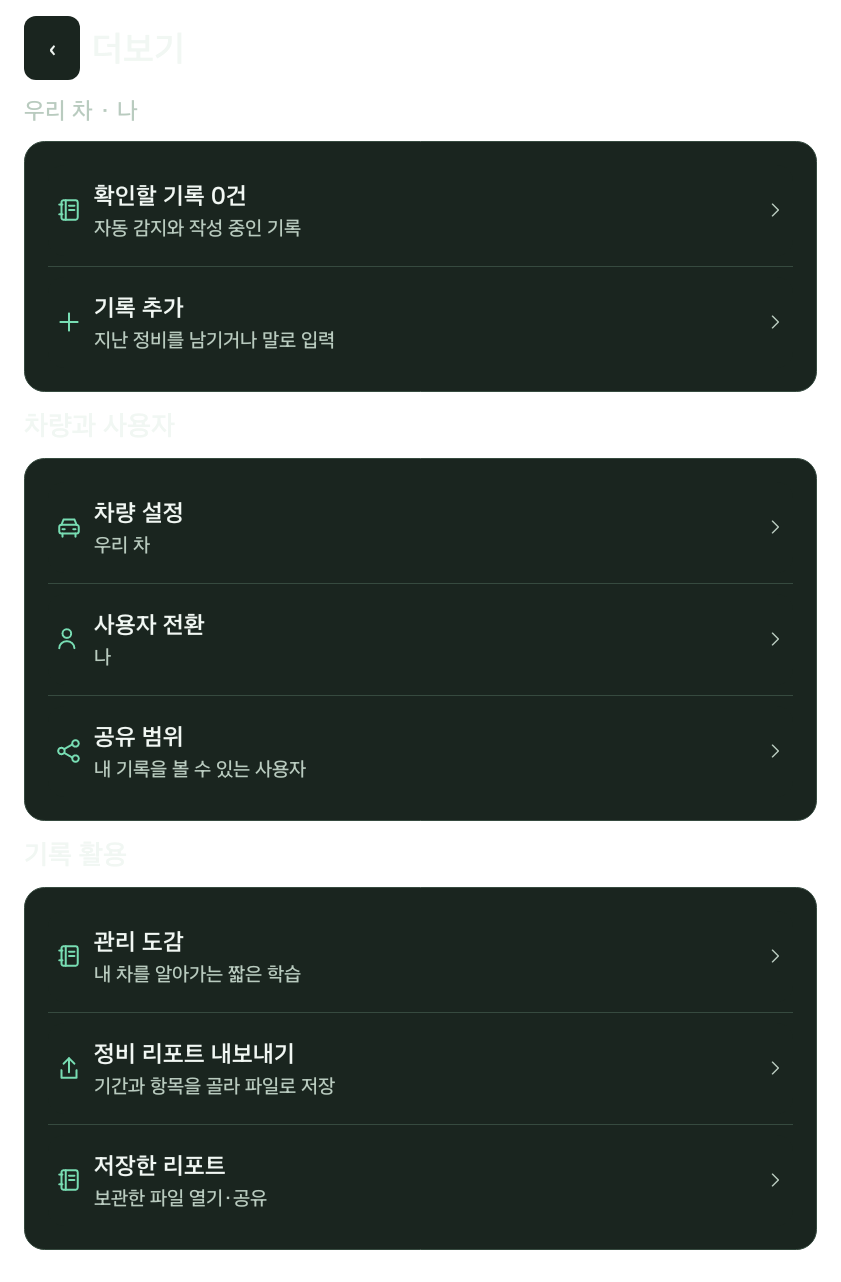 더보기
우리 차 · 나
확인할 기록 0건
자동 감지와 작성 중인 기록
기록 추가
지난 정비를 남기거나 말로 입력
차량과 사용자
차량 설정
우리 차
사용자 전환
나
공유 범위
내 기록을 볼 수 있는 사용자
기록 활용
관리 도감
내 차를 알아가는 짧은 학습
정비 리포트 내보내기
기간과 항목을 골라 파일로 저장
저장한 리포트
보관한 파일 열기·공유